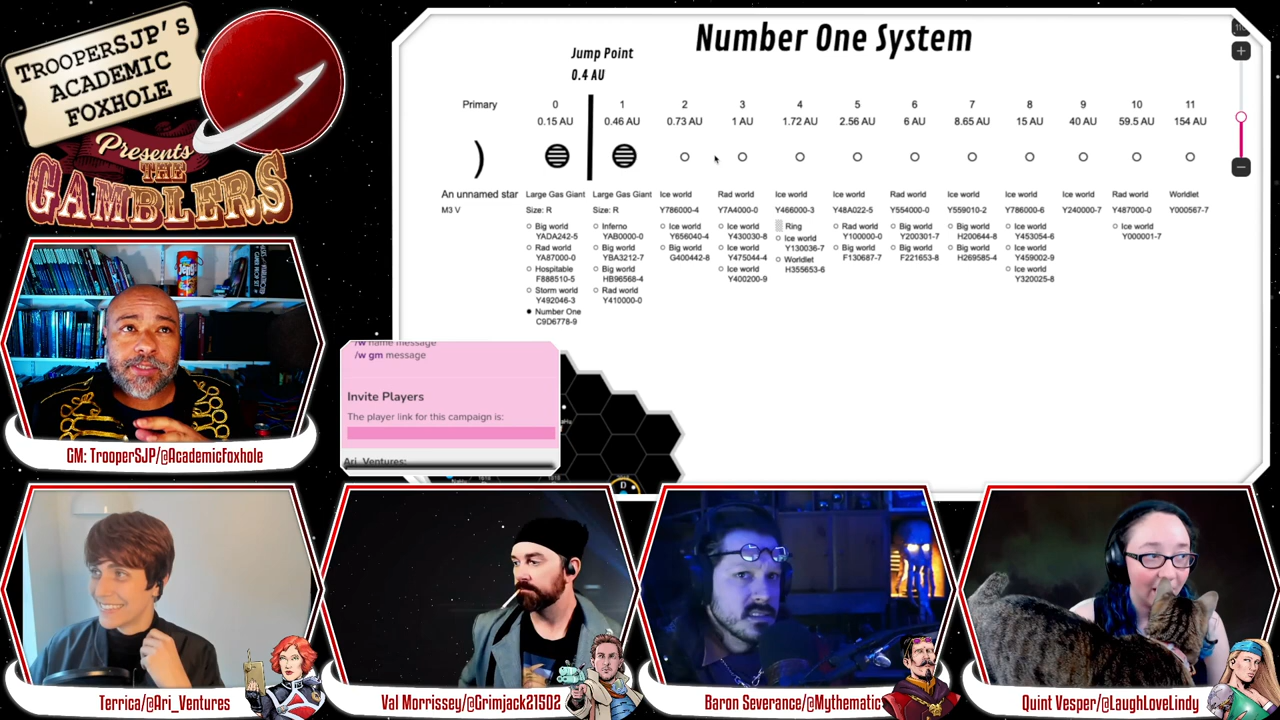 TROOPERSJP'S
ACADEMIC
FOXHOLE
Presents
THE
GAMBLERS
Number One System
Jump Point
0.4 AU
Primary 0 1 2 3 4 5 6 7 8 9 10 11
0.15 AU 0.46 AU 0.73 AU 1 AU 1.72 AU 2.56 AU 6 AU 8.65 AU 15 AU 40 AU 59.5 AU 154 AU
An unnamed star Large Gas Giant Large Gas Giant Ice world Rad world Ice world Ice world Rad world Ice world Ice world Ice world Rad world Worldlet
M3 V Size: R Size: R Y786000-4 Y7A4000-0 Y466000-3 Y48A022-5 Y554000-0 Y559010-2 Y786000-6 Y240000-7 Y487000-0 Y000567-7
Big world Inferno Ice world Ice world Ring Rad world Big world Big world Ice world Ice world
YADA242-5 YAB0000-0 Y656040-4 Y430030-8 Y100000-0 Y200301-7 H200644-8 Y453054-6 Y000001-7
Ice world
Y130036-7
Rad world Big world Big world Ice world Big world Big world Big world Ice world
YA87000-0 YBA3212-7 G400442-8 Y475044-4 F130687-7 F221653-8 H269585-4 Y459002-9
Worldlet
H355653-6
Hospitable Big world Ice world Ice world
F888510-5 HB96568-4 Y400200-9 Y320025-8
Storm world Rad world
Y492046-3 Y410000-0
Number One
C9D6778-9
/w name message
/w gm message
Invite Players
The player link for this campaign is:
Ari_Ventures:
D
GM: TrooperSJP/@AcademicFoxhole
Terrica/@Ari_Ventures
Val Morrissey/@Grimjack21502
Baron Severance/@Mythematic
Quint Vesper/@LaughLoveLindy